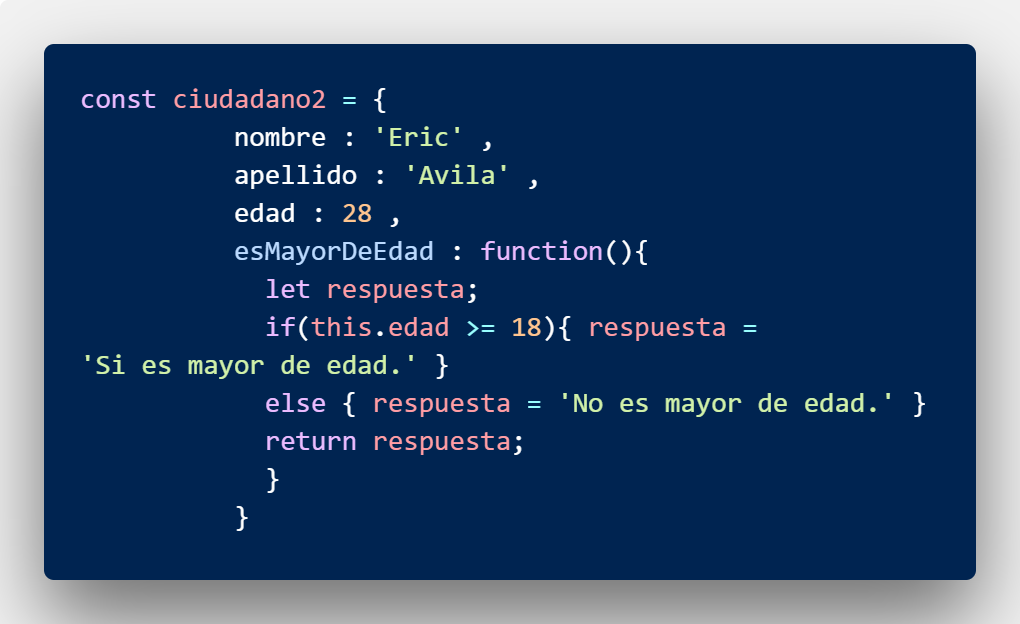 const ciudadano2 = {
nombre : 'Eric' ,
apellido : 'Avila' ,
edad : 28 ,
esMayorDeEdad : function(){
let respuesta;
if(this.edad >= 18){ respuesta =
'Si es mayor de edad.' }
else { respuesta = 'No es mayor de edad.' }
return respuesta;
}
}